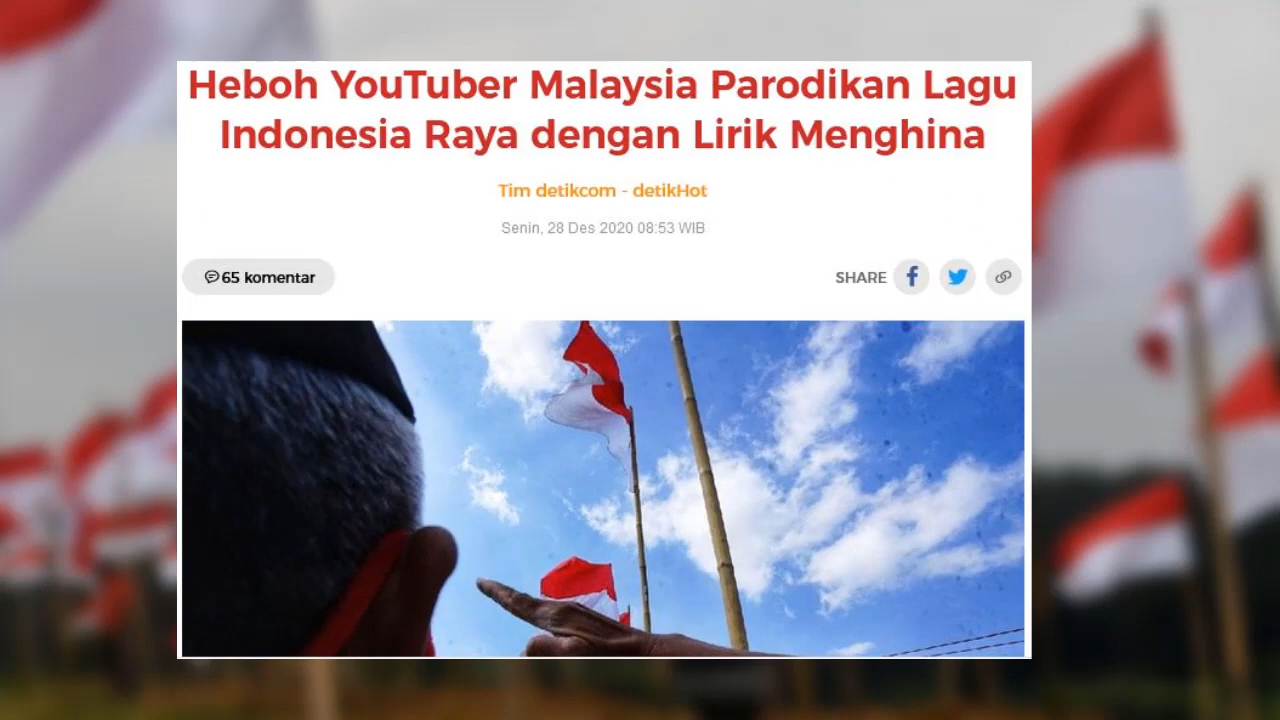 Heboh YouTuber Malaysia Parodikan Lagu
Indonesia Raya dengan Lirik Menghina
Tim detikcom - detikHot
Senin, 28 Des 2020 08:53 WIB
65 komentar
SHARE